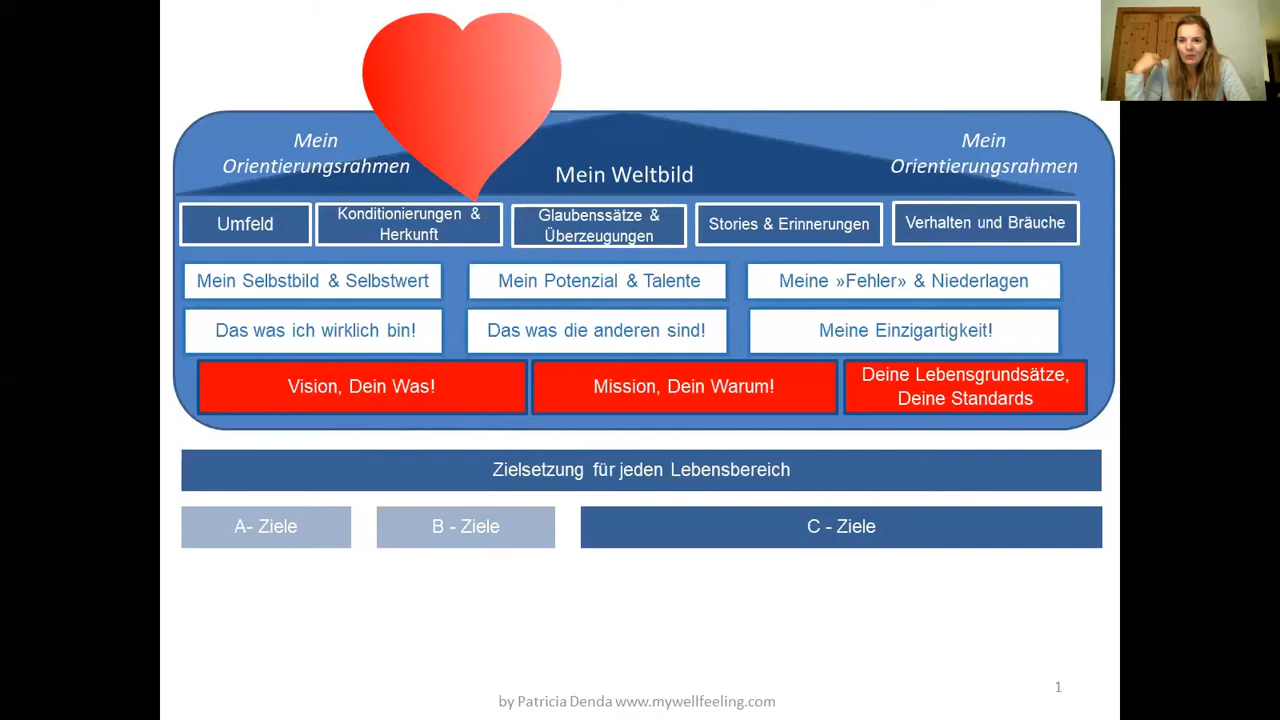 Mein
Orientierungsrahmen
Mein Weltbild
Mein
Orientierungsrahmen
Umfeld
Konditionierungen &
Herkunft
Glaubenssätze &
Überzeugungen
Stories & Erinnerungen
Verhalten und Bräuche
Mein Selbstbild & Selbstwert
Mein Potenzial & Talente
Meine »Fehler» & Niederlagen
Das was ich wirklich bin!
Das was die anderen sind!
Meine Einzigartigkeit!
Vision, Dein Was!
Mission, Dein Warum!
Deine Lebensgrundsätze,
Deine Standards
Zielsetzung für jeden Lebensbereich
A- Ziele
B - Ziele
C - Ziele
1
by Patricia Denda www.mywellfeeling.com